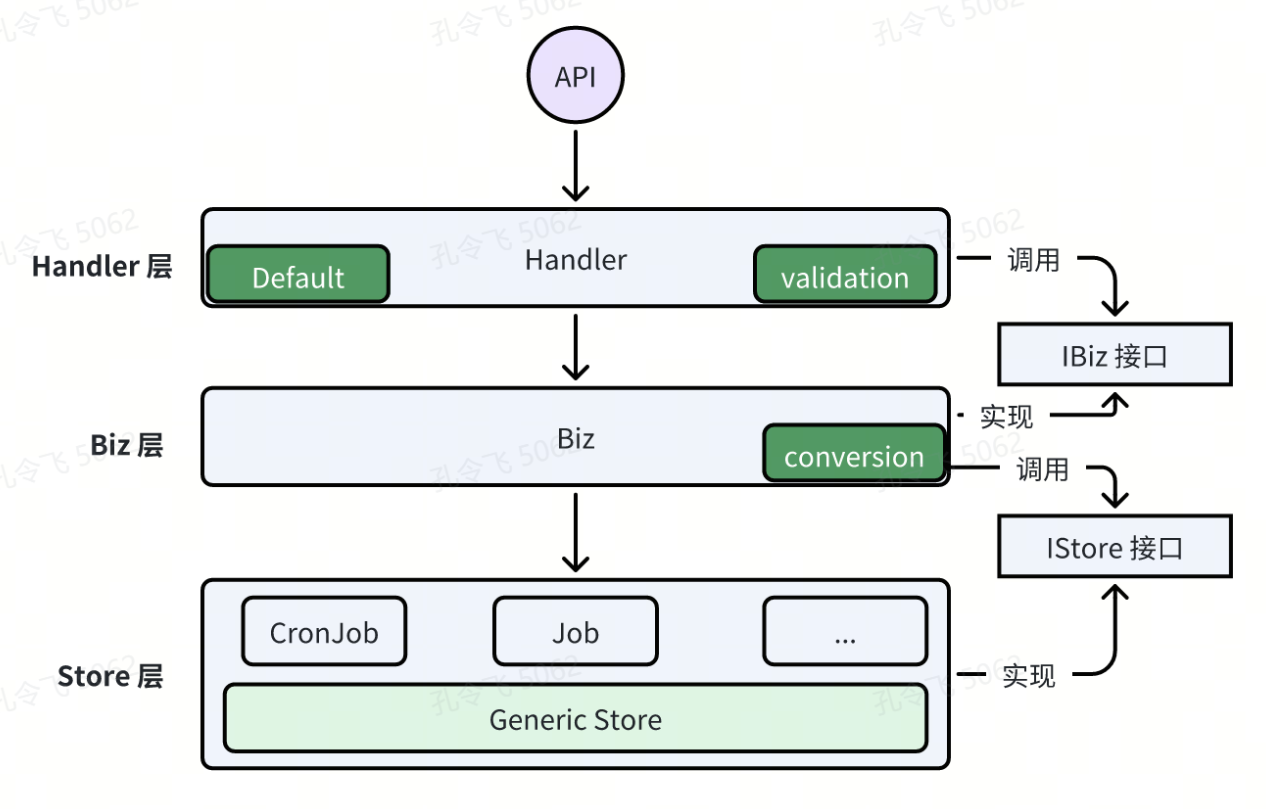 孔令飞 5062
孔令飞 5062
孔令飞 5062
API
孔令飞 5062
孔令飞 5062
孔令飞 5062
Handler 层
Default
Handler
validation
调用
IBiz 接口
实现
孔令飞 5062
孔令飞 5062
孔令飞 5062
Biz 层
Biz
conversion
调用
IStore 接口
CronJob
Job
...
孔令飞 5062
孔令飞 5062
孔令飞 5062
Store 层
实现
Generic Store